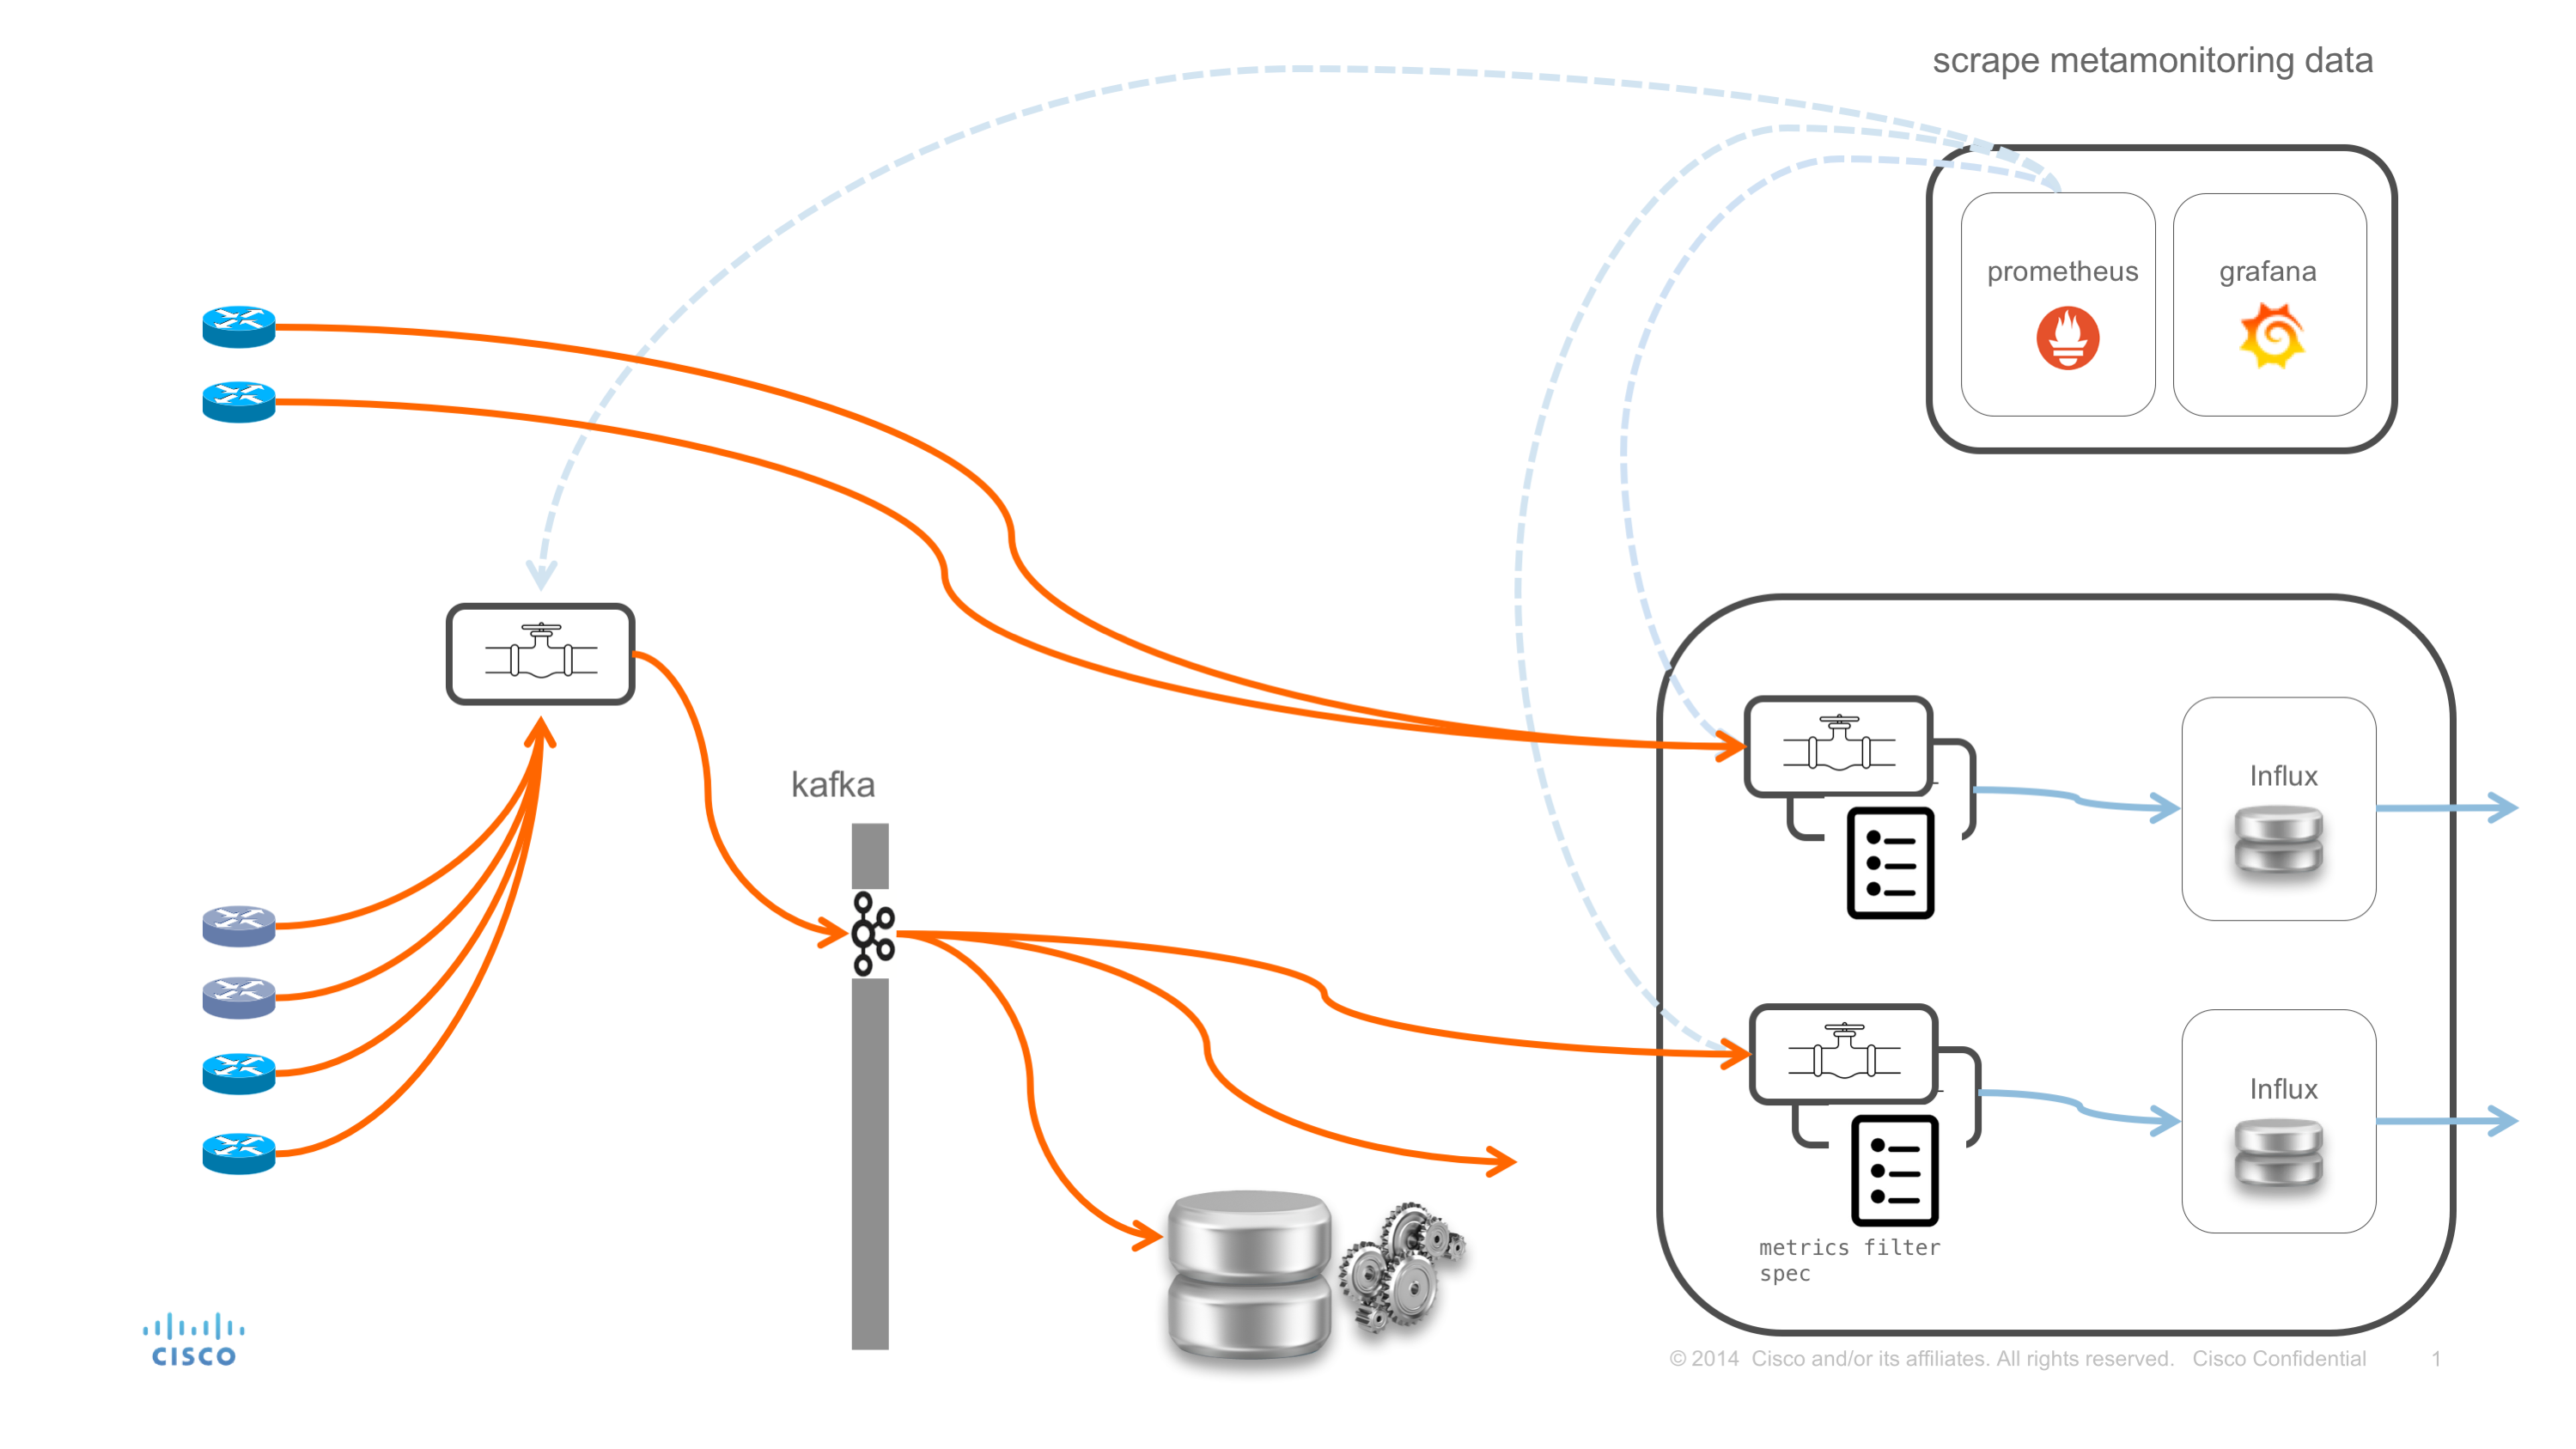 scrape metamonitoring data
prometheus
grafana
kafka
Influx
Influx
metrics filter
spec
CISCO
© 2014 Cisco and/or its affiliates. All rights reserved. Cisco Confidential 1